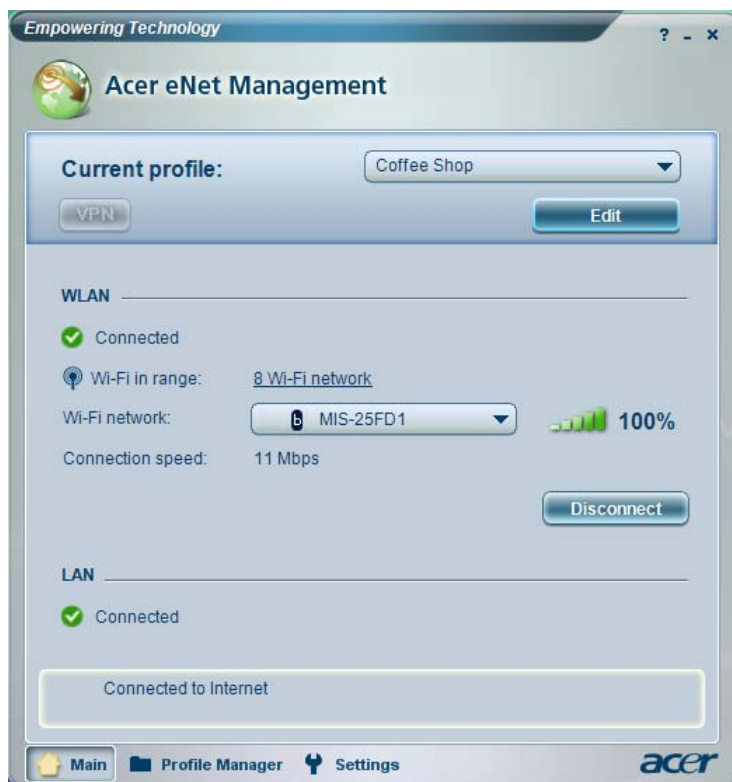 Empowering Technology
? - x
Acer eNet Management
Current profile:
Coffee Shop
VPN
Edit
WLAN
Connected
Wi-Fi in range:
8 Wi-Fi network
Wi-Fi network:
b MIS-25FD1
100%
Connection speed:
11 Mbps
Disconnect
LAN
Connected
Connected to Internet
Main
Profile Manager
Settings
acer